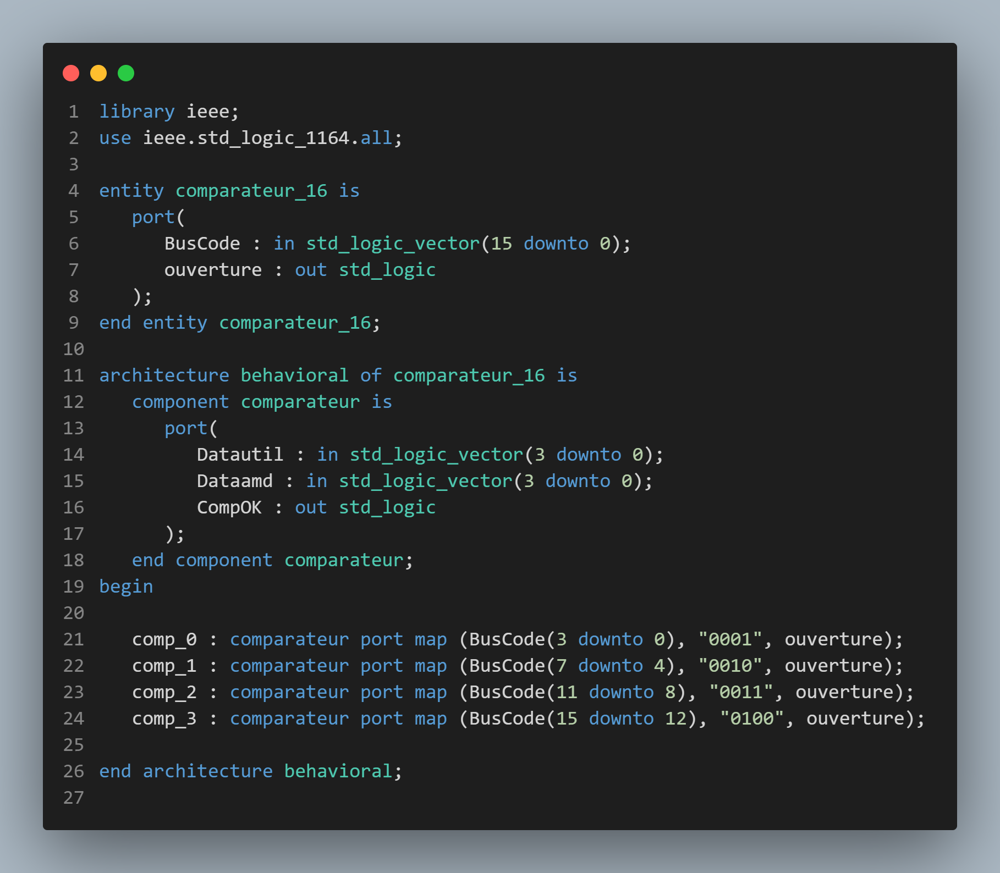 1 library ieee;
2 use ieee.std_logic_1164.all;
3
4 entity comparateur_16 is
5    port(
6       BusCode : in std_logic_vector(15 downto 0);
7       ouverture : out std_logic
8    );
9 end entity comparateur_16;
10
11 architecture behavioral of comparateur_16 is
12    component comparateur is
13       port(
14          Datautil : in std_logic_vector(3 downto 0);
15          Dataamd : in std_logic_vector(3 downto 0);
16          CompOK : out std_logic
17       );
18    end component comparateur;
19 begin
20
21    comp_0 : comparateur port map (BusCode(3 downto 0), "0001", ouverture);
22    comp_1 : comparateur port map (BusCode(7 downto 4), "0010", ouverture);
23    comp_2 : comparateur port map (BusCode(11 downto 8), "0011", ouverture);
24    comp_3 : comparateur port map (BusCode(15 downto 12), "0100", ouverture);
25
26 end architecture behavioral;
27